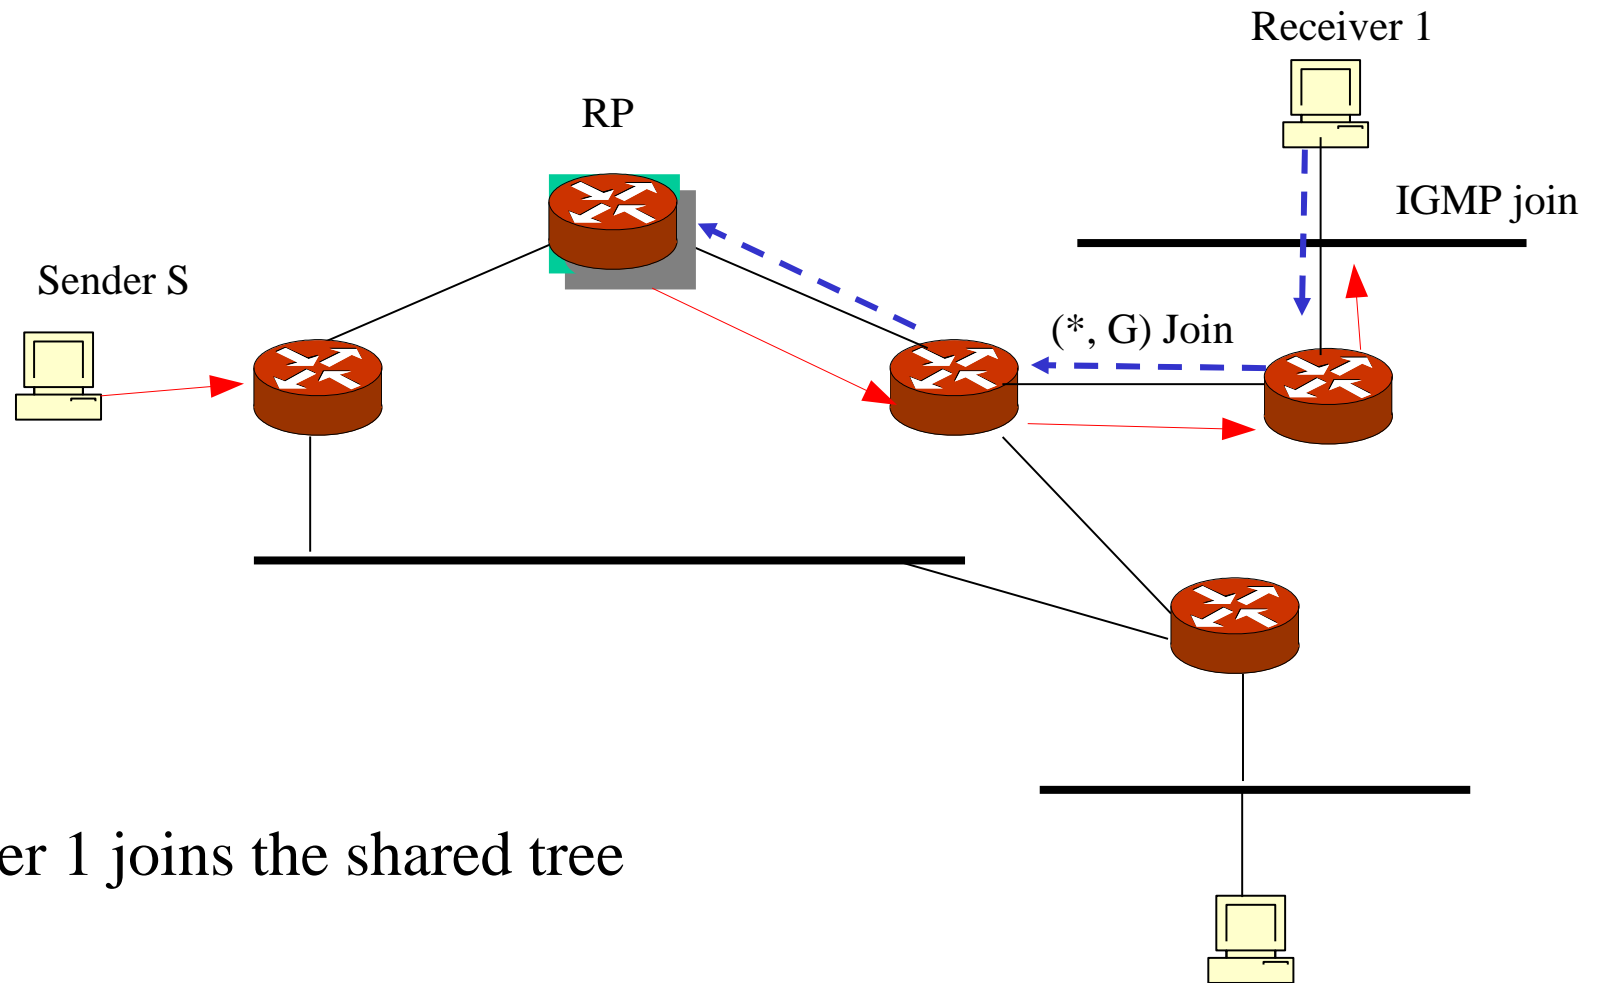 Receiver 1
RP
IGMP join
Sender S
(*, G) Join
er 1 joins the shared tree